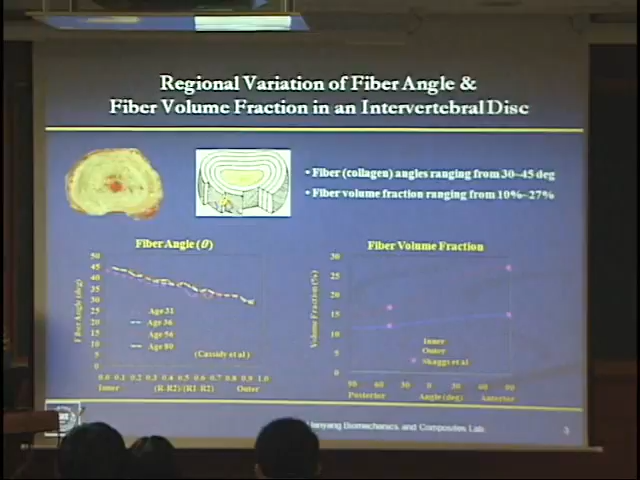 Regional Variation of Fiber Angle &
Fiber Volume Fraction in an Intervertebral Disc
• Fiber (collagen) angles ranging from 30–45 deg
• Fiber volume fraction ranging from 10%–27%
Fiber Angle (θ)
Fiber Angle (deg)
50
45
40
35
30
25
20
15
10
5
0
Age 31
Age 36
Age 56
Age 80
(Cassidy et al)
0.0 0.1 0.2 0.3 0.4 0.5 0.6 0.7 0.8 0.9 1.0
Inner (R-R2)/(R1-R2) Outer
Fiber Volume Fraction
Volume Fraction (%)
30
25
20
15
10
5
0
Inner
Outer
Skaggs et al
90 60 30 0 30 60 90
Posterior Angle (deg) Anterior
Hanyang Biomechanics and Composites Lab.
3